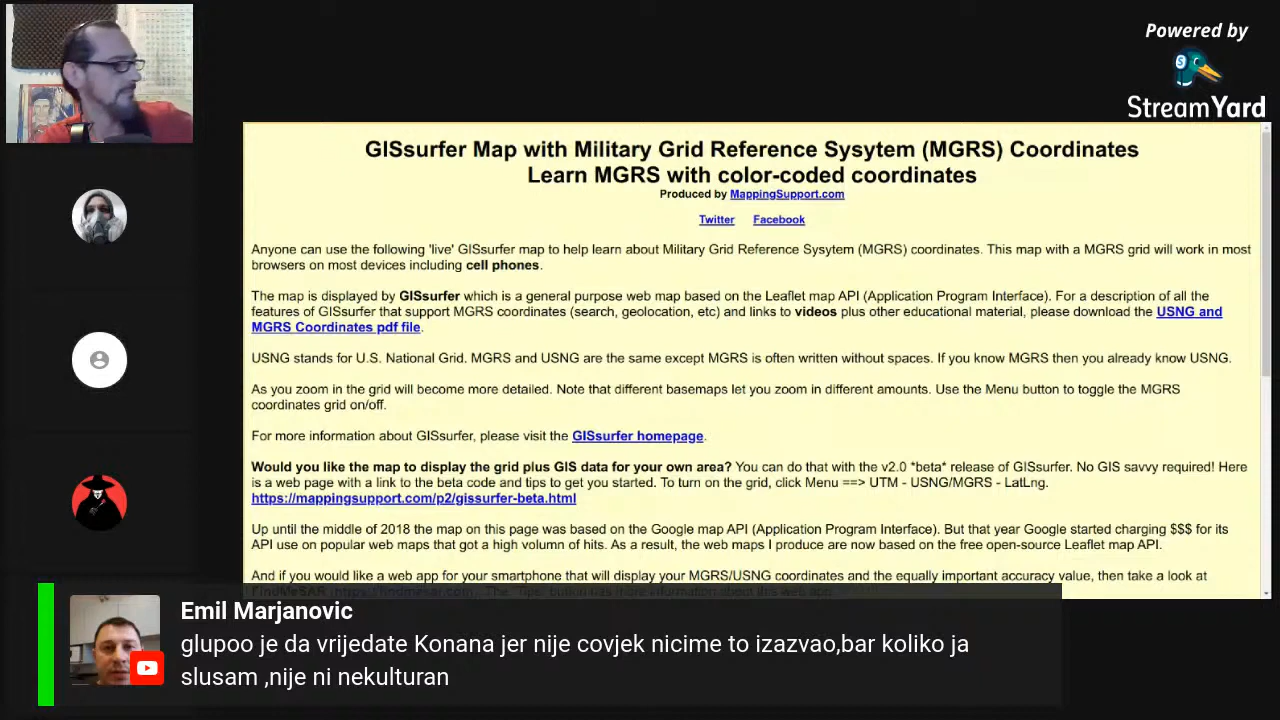 Powered by
StreamYard
GISsurfer Map with Military Grid Reference Sysytem (MGRS) Coordinates
Learn MGRS with color-coded coordinates
Produced by MappingSupport.com
Twitter Facebook
Anyone can use the following 'live' GISsurfer map to help learn about Military Grid Reference Sysytem (MGRS) coordinates. This map with a MGRS grid will work in most
browsers on most devices including cell phones.
The map is displayed by GISsurfer which is a general purpose web map based on the Leaflet map API (Application Program Interface). For a description of all the
features of GISsurfer that support MGRS coordinates (search, geolocation, etc) and links to videos plus other educational material, please download the USNG and
MGRS Coordinates pdf file.
USNG stands for U.S. National Grid. MGRS and USNG are the same except MGRS is often written without spaces. If you know MGRS then you already know USNG.
As you zoom in the grid will become more detailed. Note that different basemaps let you zoom in different amounts. Use the Menu button to toggle the MGRS
coordinates grid on/off.
For more information about GISsurfer, please visit the GISsurfer homepage.
Would you like the map to display the grid plus GIS data for your own area? You can do that with the v2.0 *beta* release of GISsurfer. No GIS savvy required! Here
is a web page with a link to the beta code and tips to get you started. To turn on the grid, click Menu ==> UTM - USNG/MGRS - LatLng.
https://mappingsupport.com/p2/gissurfer-beta.html
Up until the middle of 2018 the map on this page was based on the Google map API (Application Program Interface). But that year Google started charging $$$ for its
API use on popular web maps that got a high volumn of hits. As a result, the web maps I produce are now based on the free open-source Leaflet map API.
And if you would like a web app for your smartphone that will display your MGRS/USNG coordinates and the equally important accuracy value, then take a look at
FindMeSAR (https://findmesar.com). The "Tips" button has more information about this web app.
Emil Marjanovic
glupoo je da vrijedate Konana jer nije covjek nicime to izazvao,bar koliko ja
slusam ,nije ni nekulturan